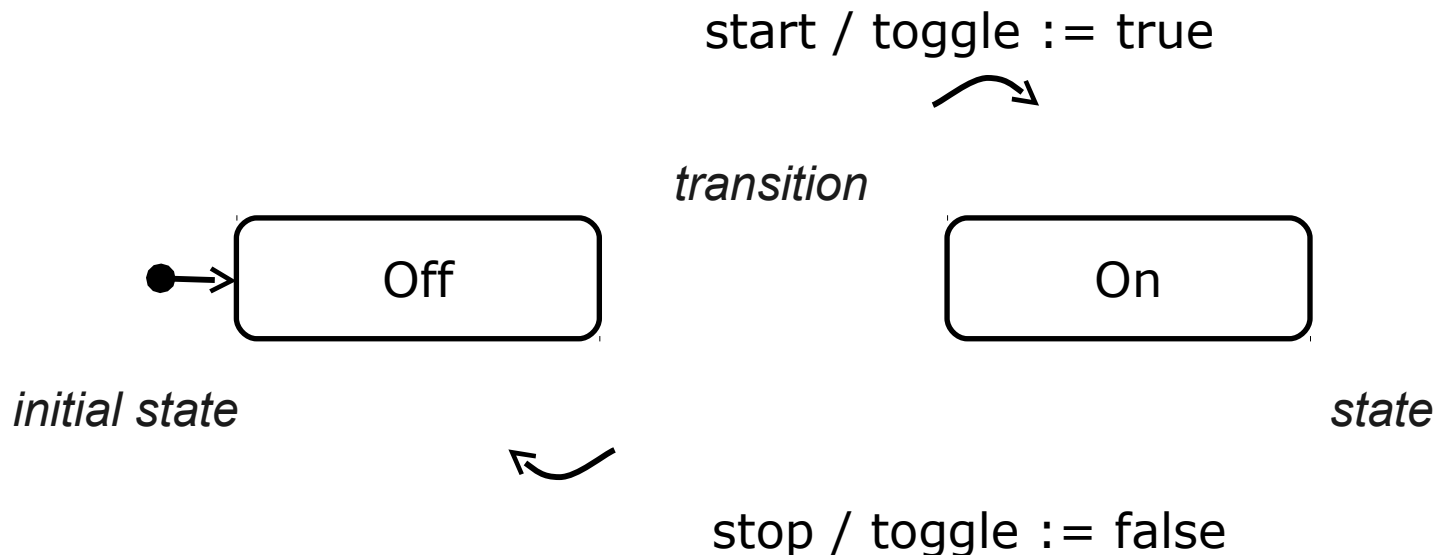 start / toggle := true
transition
Off
On
initial state
state
stop / toggle := false